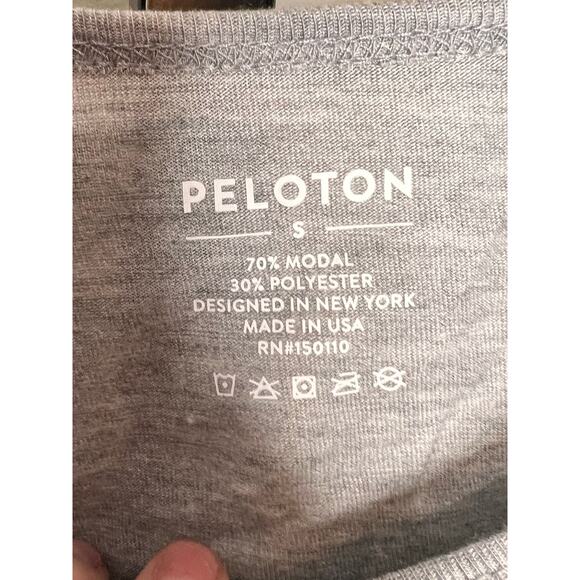 PELOTON
S
70% MODAL
30% POLYESTER
DESIGNED IN NEW YORK
MADE IN USA
RN#150110